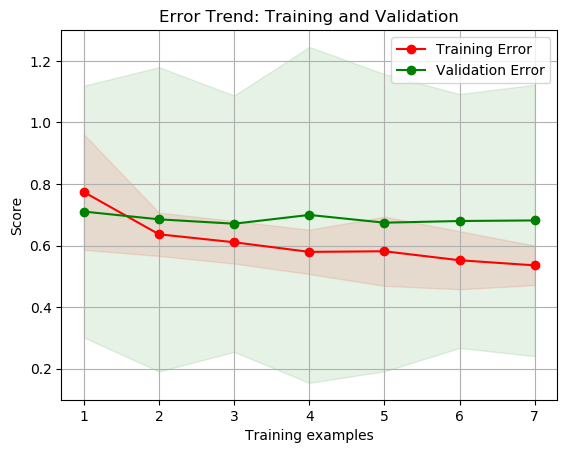 Error Trend: Training and Validation
Training Error
Validation Error
Score
1.2
1.0
0.8
0.6
0.4
0.2
1 2 3 4 5 6 7
Training examples